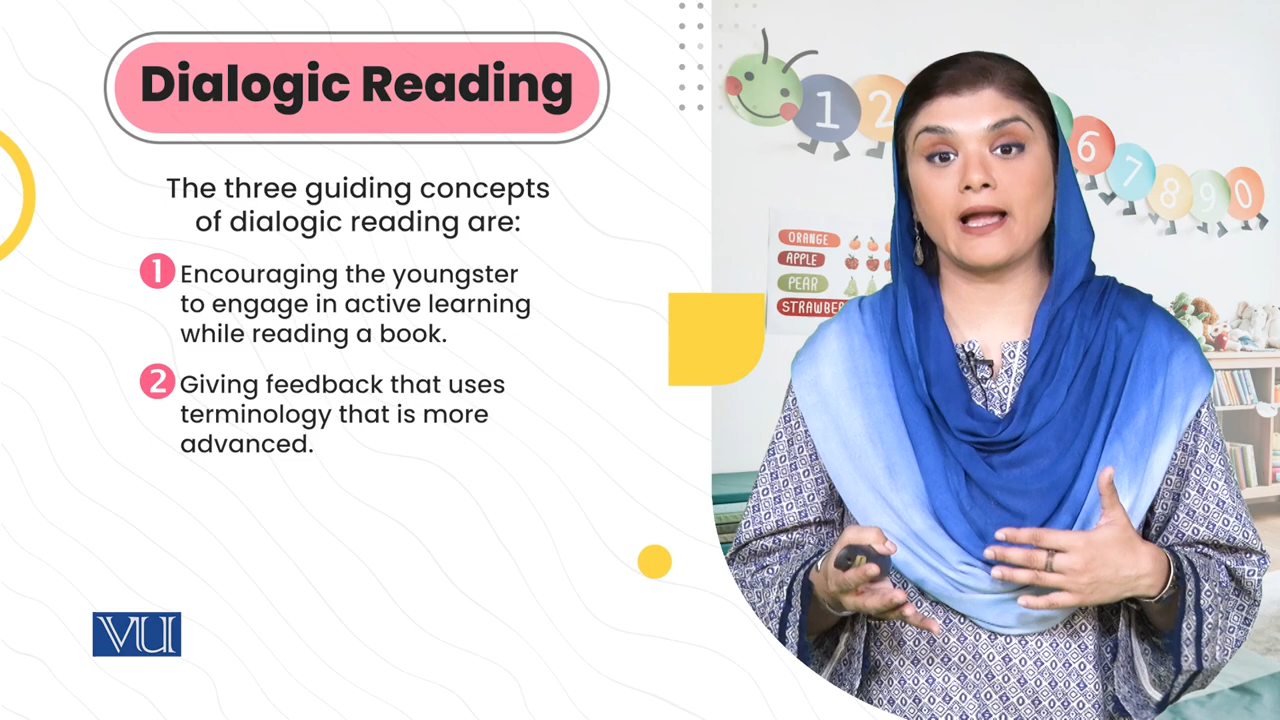 Dialogic Reading
The three guiding concepts
of dialogic reading are:
1 Encouraging the youngster
to engage in active learning
while reading a book.
2 Giving feedback that uses
terminology that is more
advanced.
VU
1 2 6 7 8 9 0
ORANGE
APPLE
PEAR